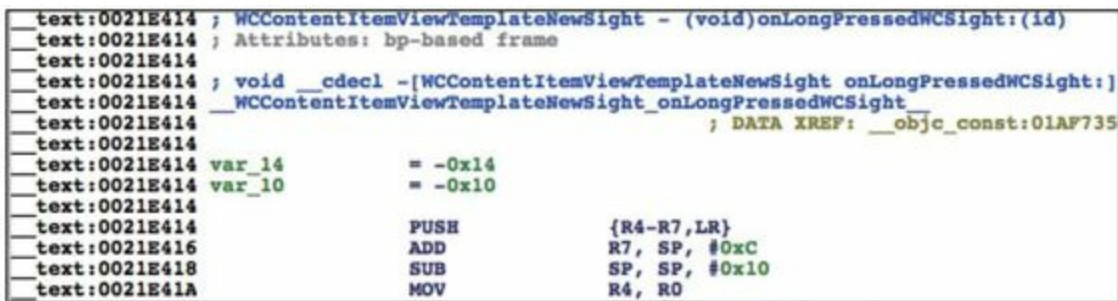 __text:0021E414 ; WCContentItemViewTemplateNewSight - (void)onLongPressedWCSight:(id)
__text:0021E414 ; Attributes: bp-based frame
__text:0021E414
__text:0021E414 ; void __cdecl -[WCContentItemViewTemplateNewSight onLongPressedWCSight:]
__text:0021E414 __WCContentItemViewTemplateNewSight_onLongPressedWCSight__
__text:0021E414 ; DATA XREF: __objc_const:01AF735
__text:0021E414
__text:0021E414 var_14 = -0x14
__text:0021E414 var_10 = -0x10
__text:0021E414
__text:0021E414 PUSH {R4-R7,LR}
__text:0021E416 ADD R7, SP, #0xC
__text:0021E418 SUB SP, SP, #0x10
__text:0021E41A MOV R4, R0